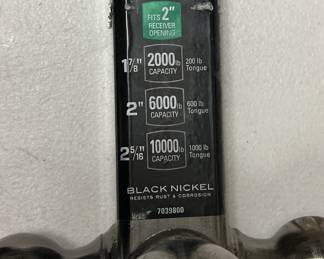 FITS 2"
RECEIVER
OPENING
1 7/8" 2000 lb CAPACITY 200 lb Tongue
2" 6000 lb CAPACITY 600 lb Tongue
2 5/16" 10000 lb CAPACITY 1000 lb Tongue
BLACK NICKEL
RESISTS RUST & CORROSION
7039800